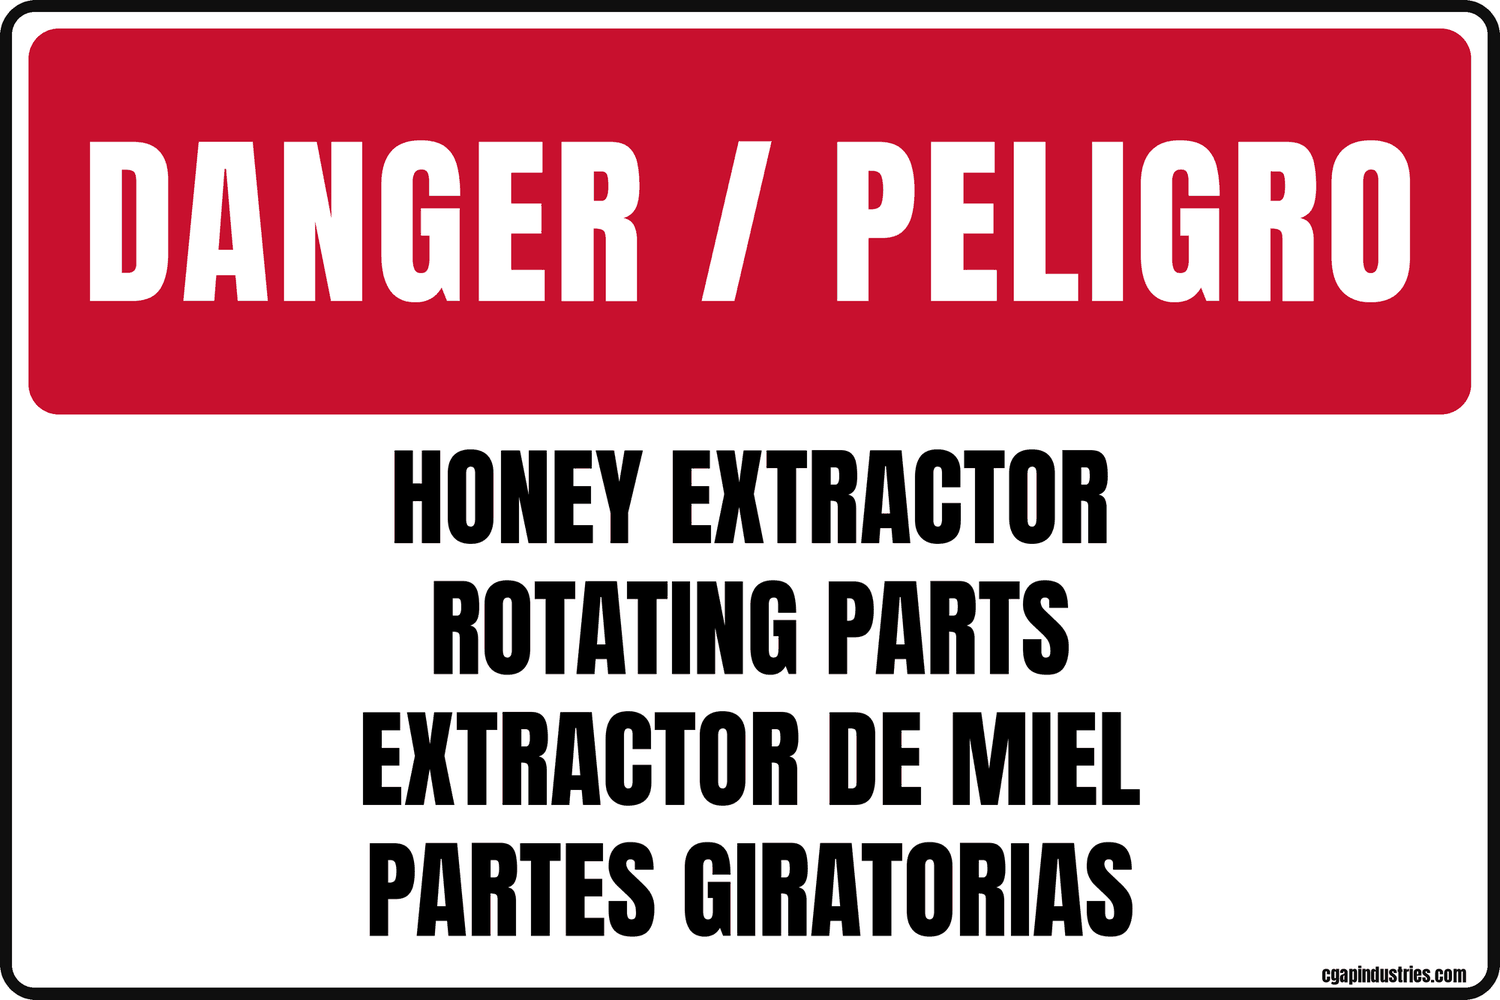 DANGER / PELIGRO
HONEY EXTRACTOR
ROTATING PARTS
EXTRACTOR DE MIEL
PARTES GIRATORIAS
cgapindustries.com